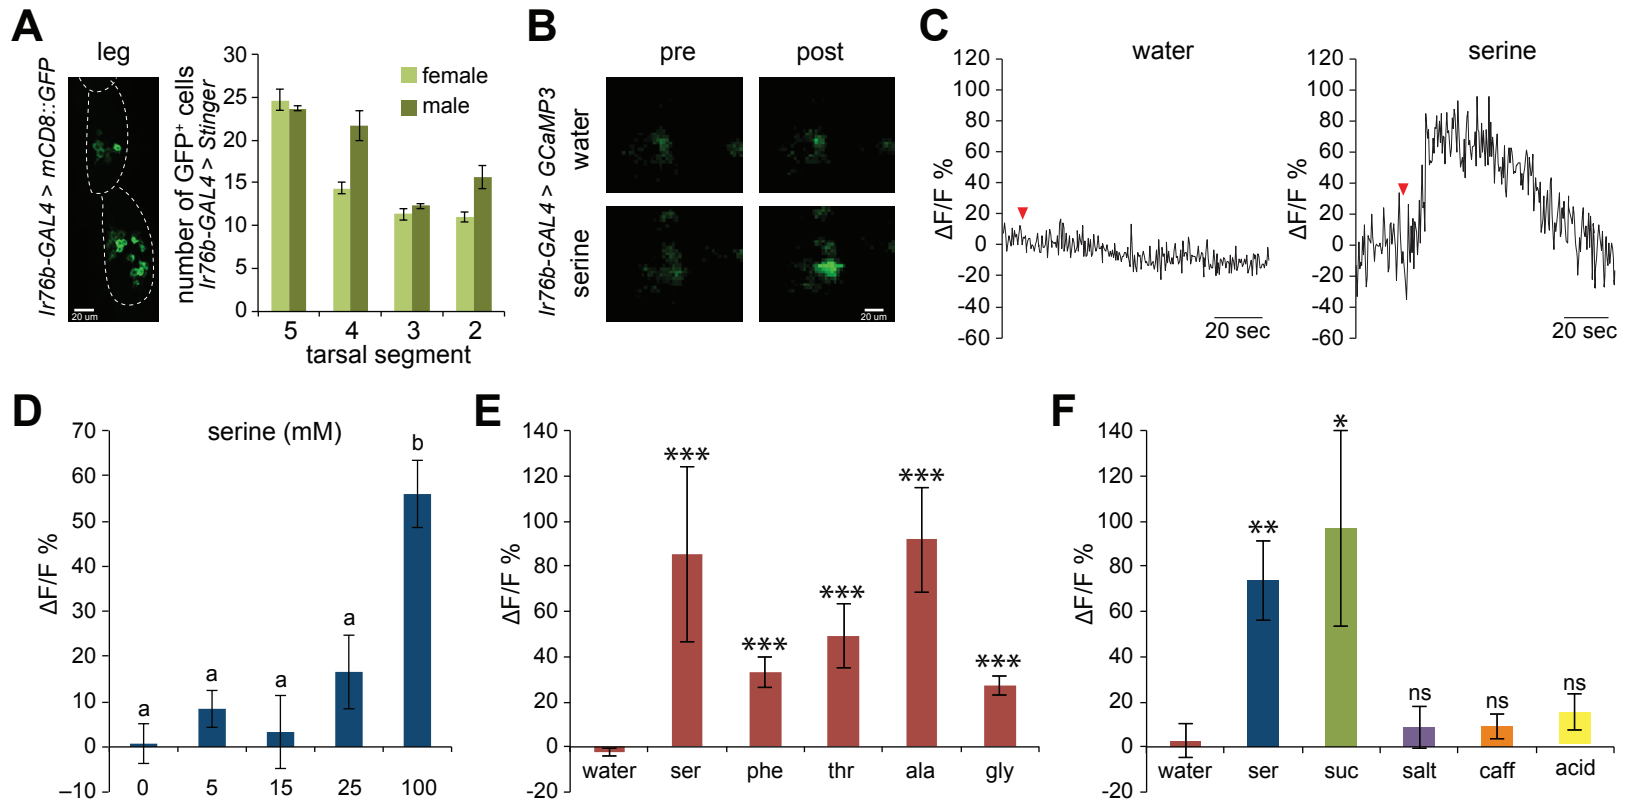 A
leg
Ir76b-GAL4 > mCD8::GFP
20 um
number of GFP+ cells
Ir76b-GAL4 > Stinger
30
25
20
15
10
5
0
female
male
5 4 3 2
tarsal segment
B
pre post
Ir76b-GAL4 > GCaMP3
water
serine
20 um
C
water
ΔF/F %
120
100
80
60
40
20
0
-20
-40
-60
20 sec
serine
ΔF/F %
120
100
80
60
40
20
0
-20
-40
-60
20 sec
D
serine (mM)
ΔF/F %
70
60
50
40
30
20
10
0
–10
a a a a b
0 5 15 25 100
E
ΔF/F %
140
120
100
80
60
40
20
0
-20
*** *** *** *** ***
water ser phe thr ala gly
F
ΔF/F %
140
120
100
80
60
40
20
0
-20
** * ns ns ns
water ser suc salt caff acid